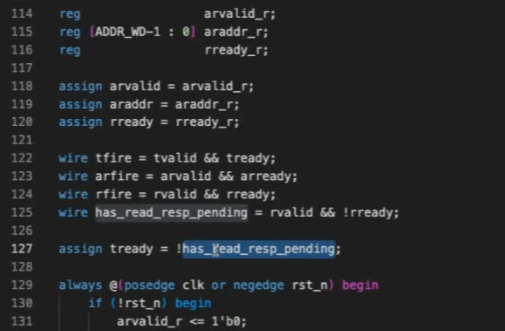 114 reg arvalid_r;
115 reg [ADDR_WD-1 : 0] araddr_r;
116 reg rready_r;
117
118 assign arvalid = arvalid_r;
119 assign araddr = araddr_r;
120 assign rready = rready_r;
121
122 wire tfire = tvalid && tready;
123 wire arfire = arvalid && arready;
124 wire rfire = rvalid && rready;
125 wire has_read_resp_pending = rvalid && !rready;
126
127 assign tready = !has_read_resp_pending;
128
129 always @(posedge clk or negedge rst_n) begin
130 if (!rst_n) begin
131 arvalid_r <= 1'b0;